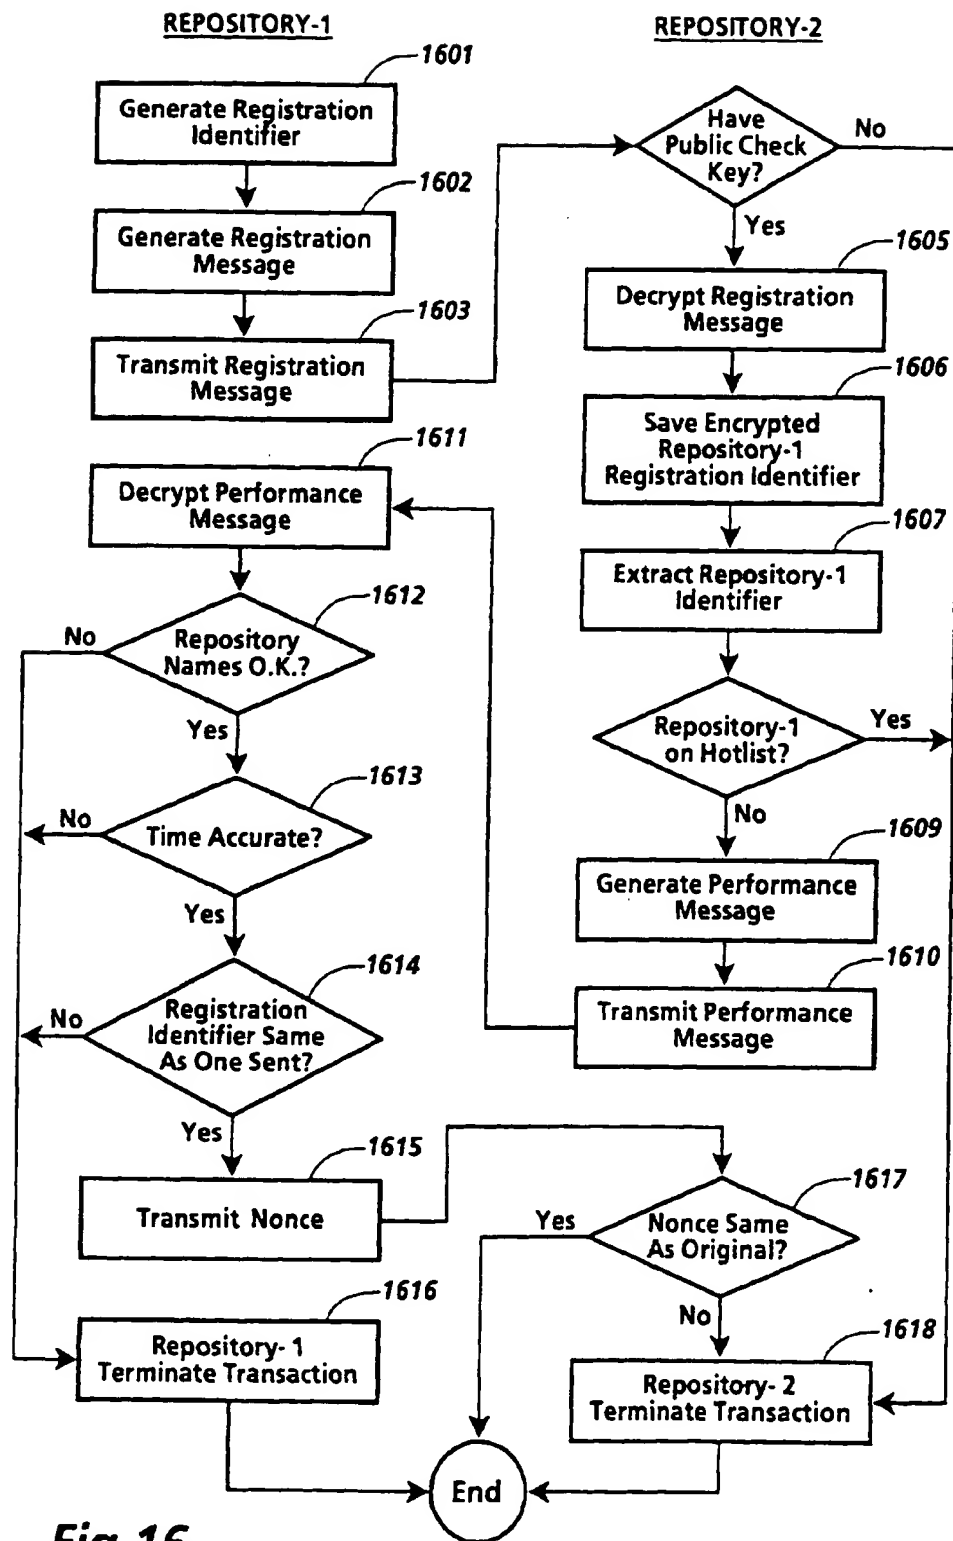 REPOSITORY-1
1601
Generate Registration
Identifier
1602
Generate Registration
Message
1603
Transmit Registration
Message
1611
Decrypt Performance
Message
1612
Repository
Names O.K.?
No
Yes
1613
Time Accurate?
No
Yes
1614
Registration
Identifier Same
As One Sent?
No
Yes
1615
Transmit Nonce
1616
Repository- 1
Terminate Transaction
REPOSITORY-2
Have
Public Check
Key?
No
Yes
1605
Decrypt Registration
Message
1606
Save Encrypted
Repository-1
Registration Identifier
1607
Extract Repository-1
Identifier
Repository-1
on Hotlist?
Yes
No
1609
Generate Performance
Message
1610
Transmit Performance
Message
1617
Nonce Same
As Original?
Yes
No
1618
Repository- 2
Terminate Transaction
End
Fig.16